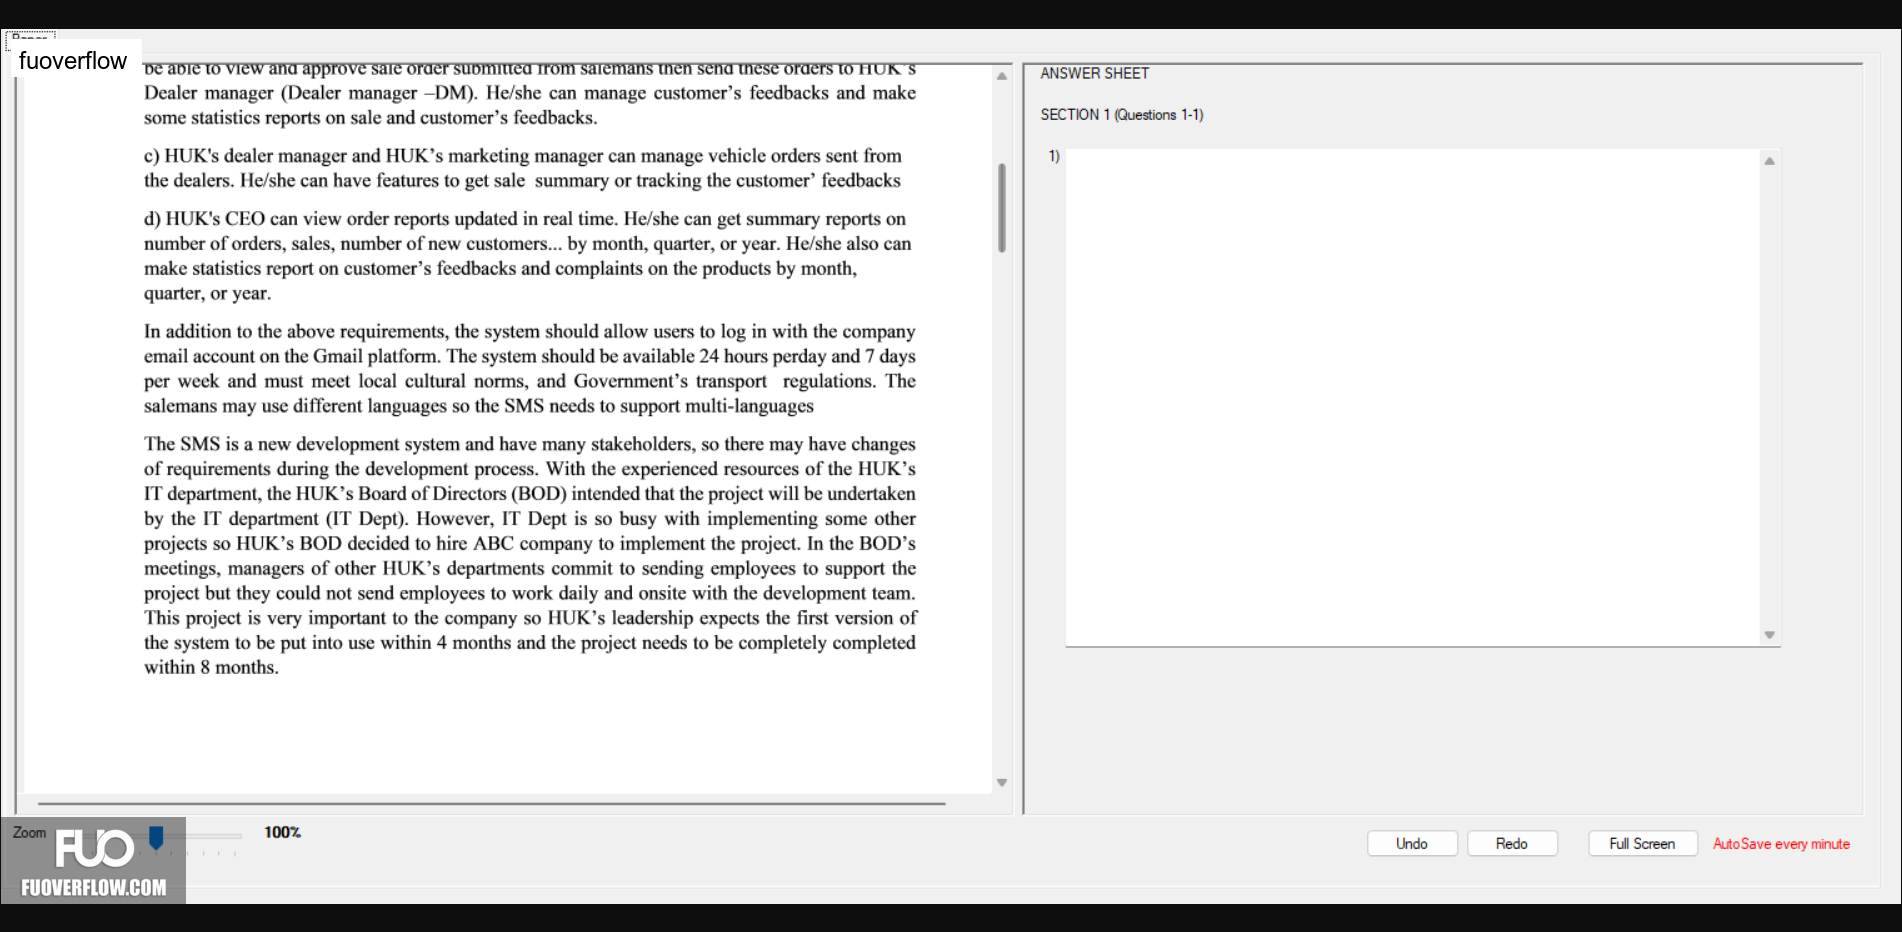 fuoverflow
be able to view and approve sale order submitted from salemans then send these orders to HUK's
Dealer manager (Dealer manager –DM). He/she can manage customer's feedbacks and make
some statistics reports on sale and customer's feedbacks.
c) HUK's dealer manager and HUK's marketing manager can manage vehicle orders sent from
the dealers. He/she can have features to get sale  summary or tracking the customer' feedbacks
d) HUK's CEO can view order reports updated in real time. He/she can get summary reports on
number of orders, sales, number of new customers... by month, quarter, or year. He/she also can
make statistics report on customer's feedbacks and complaints on the products by month,
quarter, or year.
In addition to the above requirements, the system should allow users to log in with the company
email account on the Gmail platform. The system should be available 24 hours perday and 7 days
per week and must meet local cultural norms, and Government's transport  regulations. The
salemans may use different languages so the SMS needs to support multi-languages
The SMS is a new development system and have many stakeholders, so there may have changes
of requirements during the development process. With the experienced resources of the HUK's
IT department, the HUK's Board of Directors (BOD) intended that the project will be undertaken
by the IT department (IT Dept). However, IT Dept is so busy with implementing some other
projects so HUK's BOD decided to hire ABC company to implement the project. In the BOD's
meetings, managers of other HUK's departments commit to sending employees to support the
project but they could not send employees to work daily and onsite with the development team.
This project is very important to the company so HUK's leadership expects the first version of
the system to be put into use within 4 months and the project needs to be completely completed
within 8 months.
ANSWER SHEET
SECTION 1 (Questions 1-1)
1)
Zoom
100%
FUO
FUOVERFLOW.COM
Undo
Redo
Full Screen
AutoSave every minute